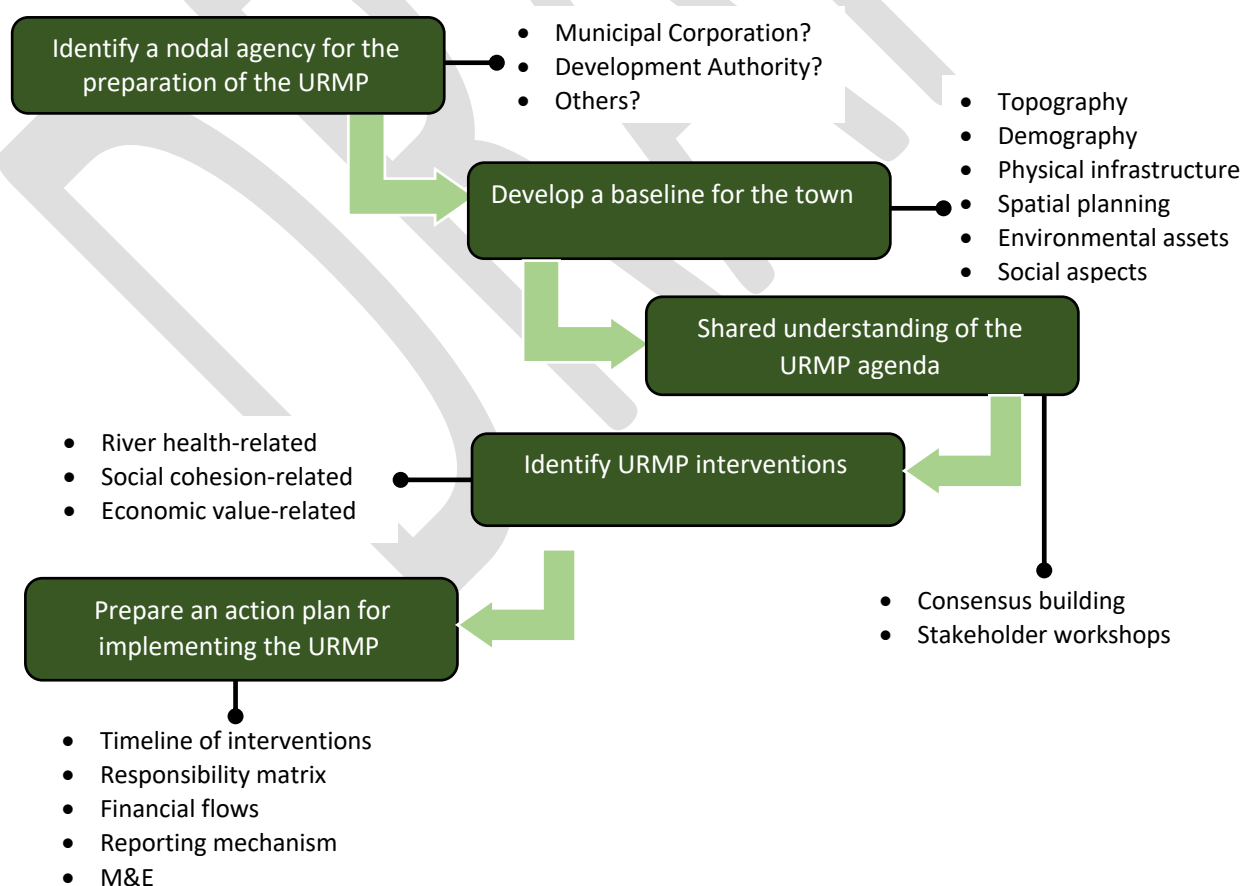 Identify a nodal agency for the
preparation of the URMP
• Municipal Corporation?
• Development Authority?
• Others?
Develop a baseline for the town
• Topography
• Demography
• Physical infrastructure
• Spatial planning
• Environmental assets
• Social aspects
Shared understanding of the
URMP agenda
• Consensus building
• Stakeholder workshops
Identify URMP interventions
• River health-related
• Social cohesion-related
• Economic value-related
Prepare an action plan for
implementing the URMP
• Timeline of interventions
• Responsibility matrix
• Financial flows
• Reporting mechanism
• M&E